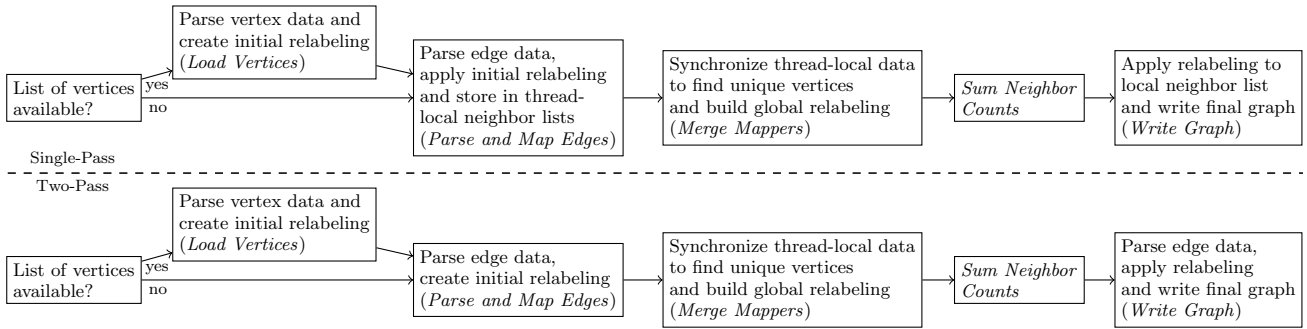 List of vertices
available?
yes
no
Parse vertex data and
create initial relabeling
(Load Vertices)
Parse edge data,
apply initial relabeling
and store in thread-
local neighbor lists
(Parse and Map Edges)
Synchronize thread-local data
to find unique vertices
and build global relabeling
(Merge Mappers)
Sum Neighbor
Counts
Apply relabeling to
local neighbor list
and write final graph
(Write Graph)
Single-Pass
Two-Pass
List of vertices
available?
yes
no
Parse vertex data and
create initial relabeling
(Load Vertices)
Parse edge data,
create initial relabeling
(Parse and Map Edges)
Synchronize thread-local data
to find unique vertices
and build global relabeling
(Merge Mappers)
Sum Neighbor
Counts
Parse edge data,
apply relabeling
and write final graph
(Write Graph)